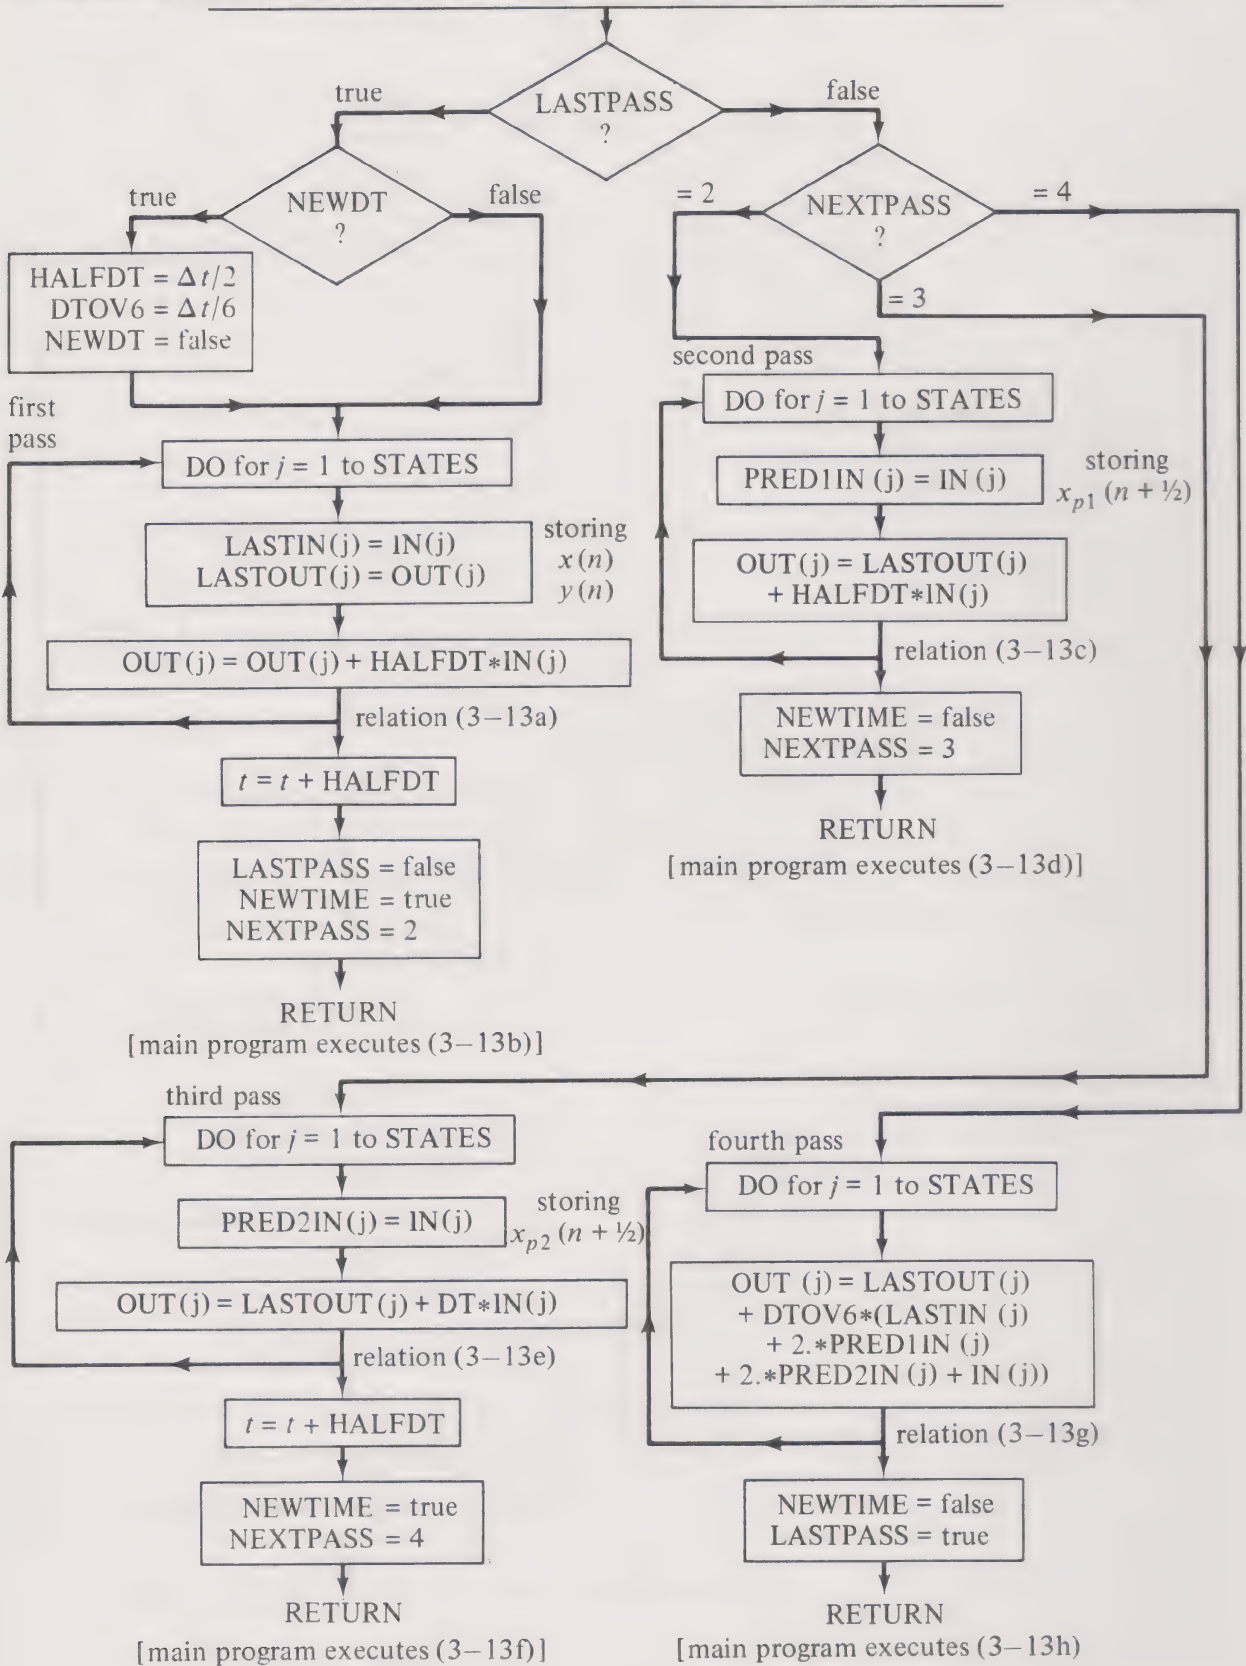 LASTPASS
?
true
false
NEWDT
?
true
false
HALFDT = Δt/2
DTOV6 = Δt/6
NEWDT = false
first
pass
DO for j = 1 to STATES
LASTIN(j) = IN(j)
LASTOUT(j) = OUT(j)
storing
x(n)
y(n)
OUT(j) = OUT(j) + HALFDT*IN(j)
relation (3–13a)
t = t + HALFDT
LASTPASS = false
NEWTIME = true
NEXTPASS = 2
RETURN
[main program executes (3–13b)]
NEXTPASS
?
= 2
= 4
= 3
second pass
DO for j = 1 to STATES
PRED1IN (j) = IN (j)
storing
x_p1 (n + ½)
OUT(j) = LASTOUT(j)
+ HALFDT*IN(j)
relation (3–13c)
NEWTIME = false
NEXTPASS = 3
RETURN
[main program executes (3–13d)]
third pass
DO for j = 1 to STATES
PRED2IN(j) = IN(j)
storing
x_p2 (n + ½)
OUT(j) = LASTOUT(j) + DT*IN(j)
relation (3–13e)
t = t + HALFDT
NEWTIME = true
NEXTPASS = 4
RETURN
[main program executes (3–13f)]
fourth pass
DO for j = 1 to STATES
OUT (j) = LASTOUT(j)
+ DTOV6*(LASTIN (j)
+ 2.*PRED1IN (j)
+ 2.*PRED2IN (j) + IN (j))
relation (3–13g)
NEWTIME = false
LASTPASS = true
RETURN
[main program executes (3–13h)